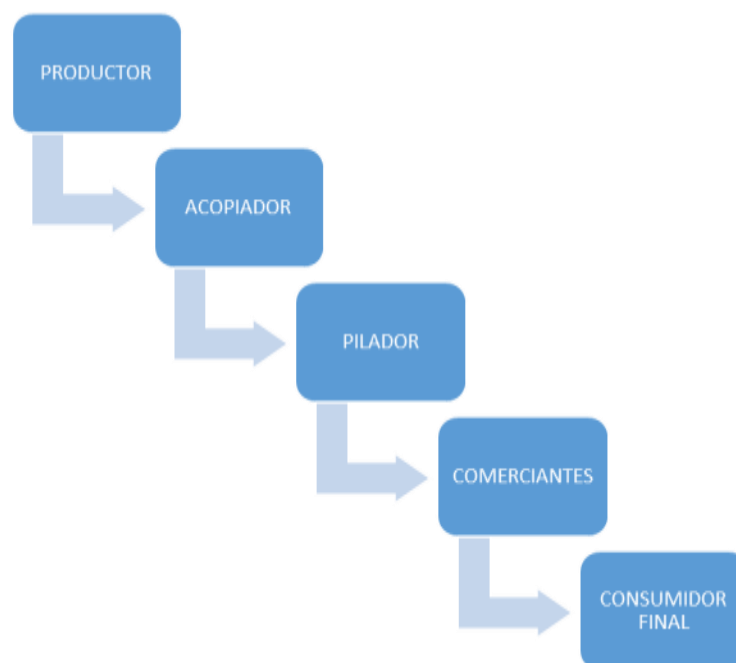 PRODUCTOR
ACOPIADOR
PILADOR
COMERCIANTES
CONSUMIDOR
FINAL